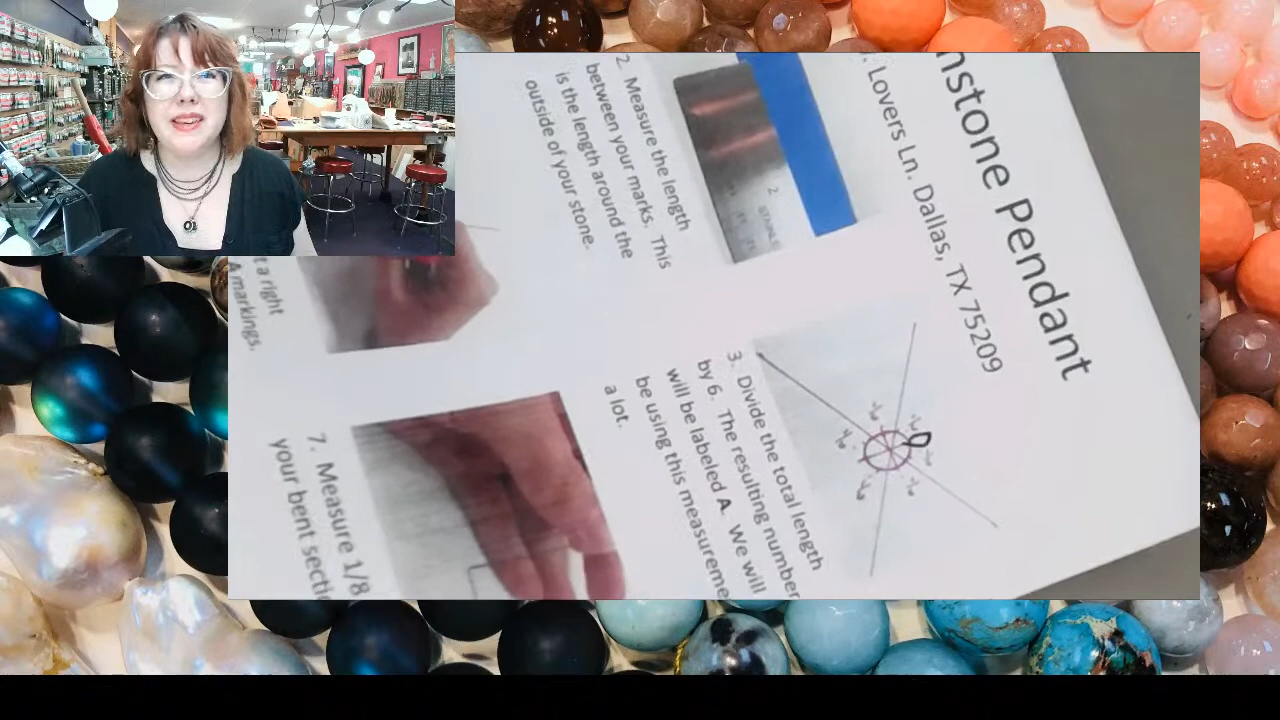 nstone Pendant
Lovers Ln. Dallas, TX 75209
2. Measure the length
between your marks. This
is the length around the
outside of your stone.
3. Divide the total length
by 6. The resulting number
will be labeled A. We will
be using this measureme
a lot.
t a right
A markings,
7. Measure 1/8
your bent secti